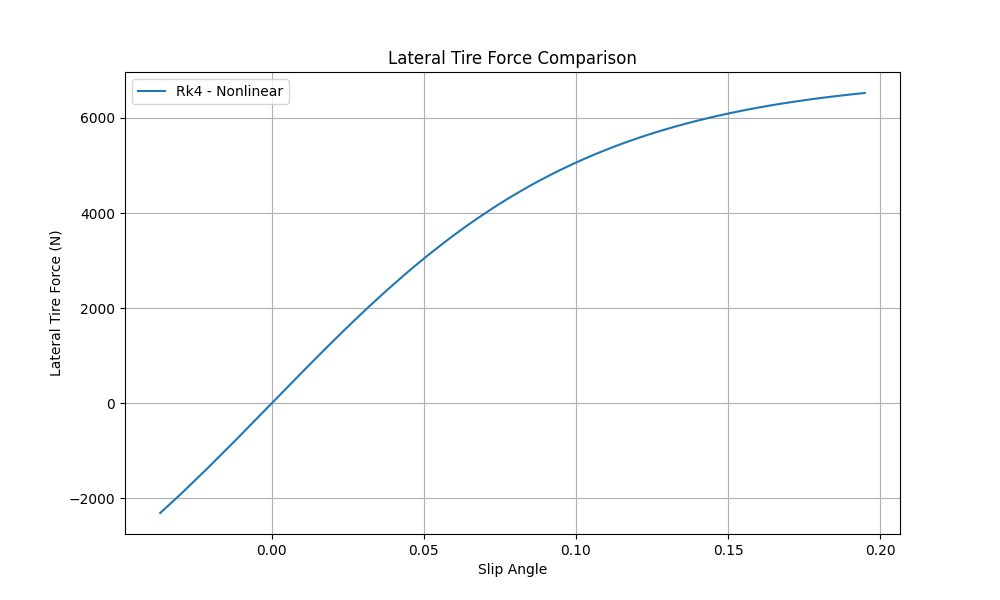 Lateral Tire Force Comparison
Rk4 - Nonlinear
6000
4000
2000
0
−2000
Lateral Tire Force (N)
0.00 0.05 0.10 0.15 0.20
Slip Angle